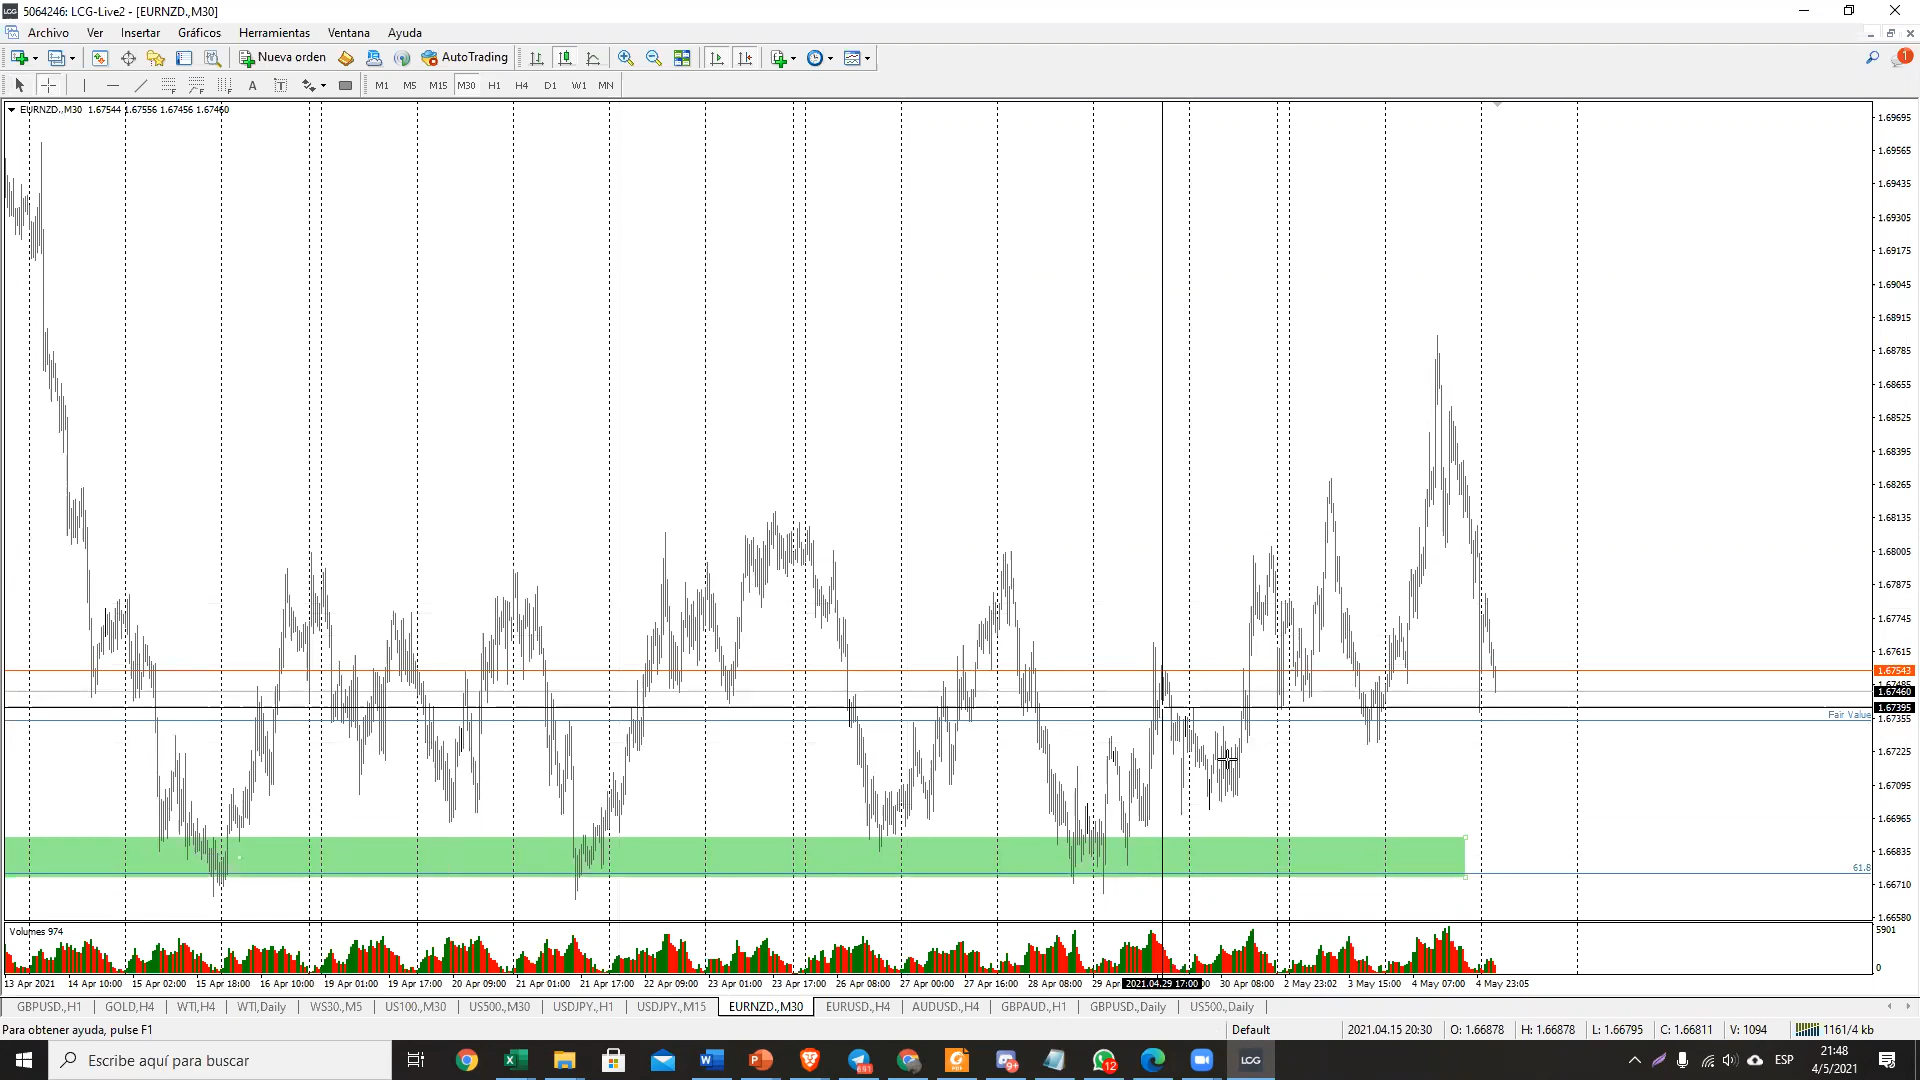 5064246: LCG-Live2 - [EURNZD.,M30]
Archivo Ver Insertar Gráficos Herramientas Ventana Ayuda
Nueva orden AutoTrading
1
A T M1 M5 M15 M30 H1 H4 D1 W1 MN
EURNZD.,M30 1.67544 1.67556 1.67456 1.67460
1.69695
1.69565
1.69435
1.69305
1.69175
1.69045
1.68915
1.68785
1.68655
1.68525
1.68395
1.68265
1.68135
1.68005
1.67875
1.67745
1.67615
1.67543
1.67485
1.67460
1.67395
Fair Value
1.67355
1.67225
1.67095
1.66965
1.66835
61.8
1.66710
1.66580
Volumes 974
5901
0
13 Apr 2021 14 Apr 10:00 15 Apr 02:00 15 Apr 18:00 16 Apr 10:00 19 Apr 01:00 19 Apr 17:00 20 Apr 09:00 21 Apr 01:00 21 Apr 17:00 22 Apr 09:00 23 Apr 01:00 23 Apr 17:00 26 Apr 08:00 27 Apr 00:00 27 Apr 16:00 28 Apr 08:00 29 Apr 2021.04.29 17:00 30 Apr 08:00 2 May 23:02 3 May 15:00 4 May 07:00 4 May 23:05
GBPUSD.,H1 GOLD,H4 WTI,H4 WTI,Daily WS30.,M5 US100.,M30 US500.,M30 USDJPY.,H1 USDJPY.,M15 EURNZD.,M30 EURUSD.,H4 AUDUSD.,H4 GBPAUD.,H1 GBPUSD.,Daily US500.,Daily
Para obtener ayuda, pulse F1 Default 2021.04.15 20:30 O: 1.66878 H: 1.66878 L: 1.66795 C: 1.66811 V: 1094 1161/4 kb
Escribe aquí para buscar
12
LCG
ESP
21:48
4/5/2021